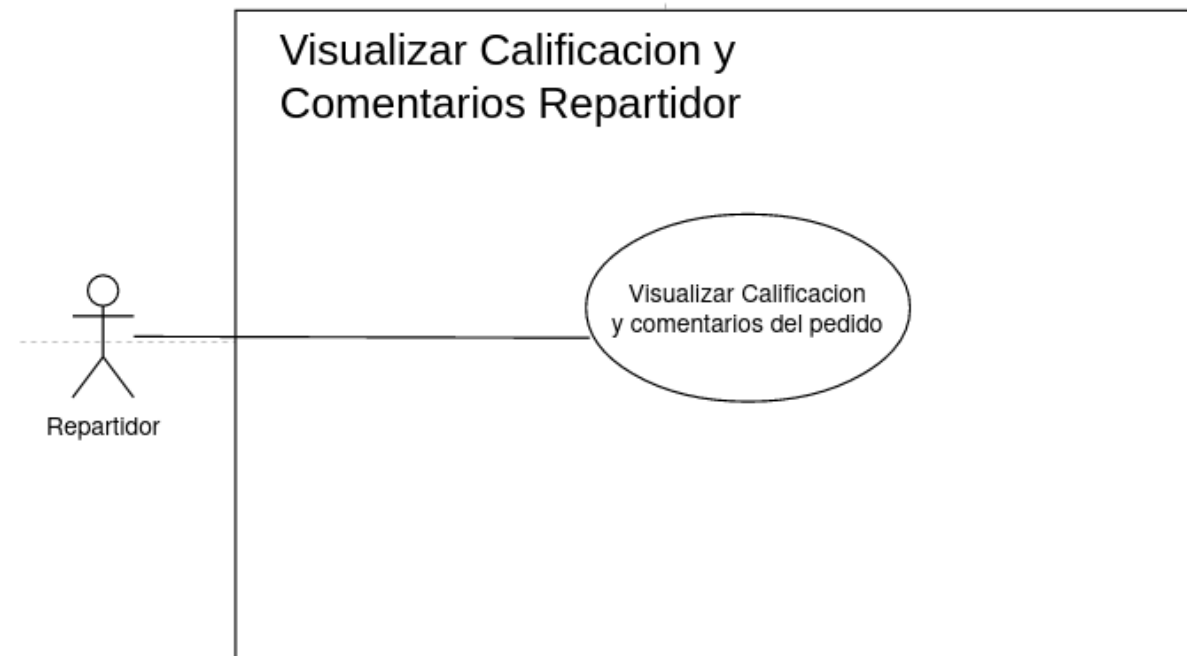 Visualizar Calificacion y
Comentarios Repartidor
Visualizar Calificacion
y comentarios del pedido
Repartidor